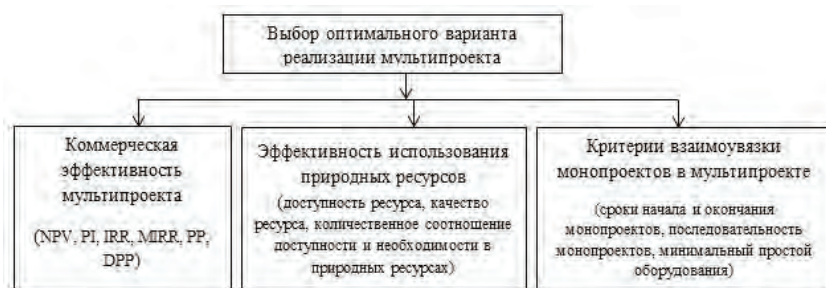 Выбор оптимального варианта
реализации мультипроекта
Коммерческая
эффективность
мультипроекта
(NPV, PI, IRR, MIRR, PP,
DPP)
Эффективность использования
природных ресурсов
(доступность ресурса, качество
ресурса, количественное соотношение
доступности и необходимости в
природных ресурсах)
Критерии взаимоувязки
монопроектов в мультипроекте
(сроки начала и окончания
монопроектов, последовательность
монопроектов, минимальный простой
оборудования)